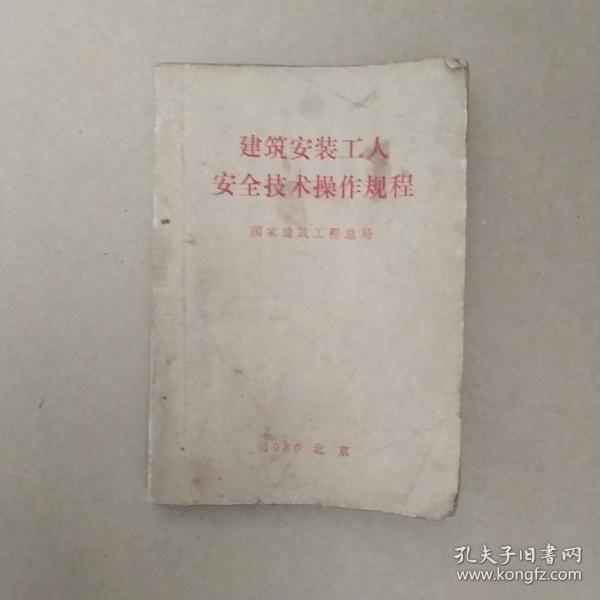 建筑安装工人
安全技术操作规程
国家建筑工程总局
1980 北京
孔夫子旧书网
www.kongfz.com